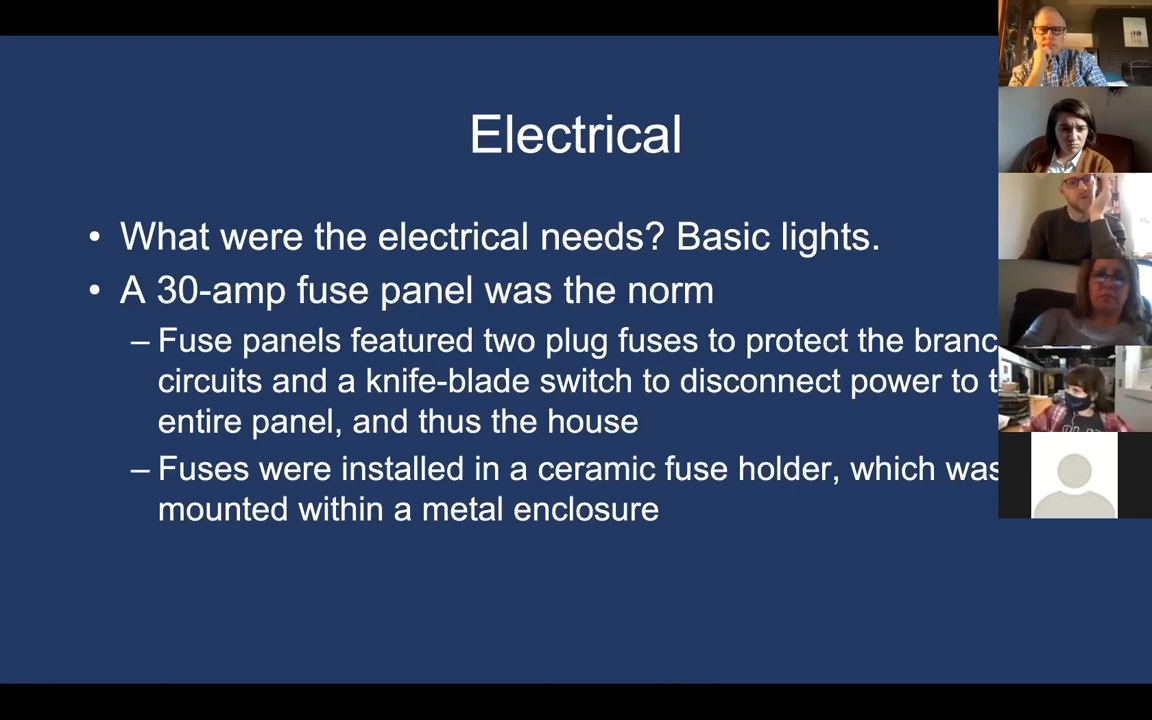 Electrical
• What were the electrical needs? Basic lights.
• A 30-amp fuse panel was the norm
– Fuse panels featured two plug fuses to protect the branc
circuits and a knife-blade switch to disconnect power to t
entire panel, and thus the house
– Fuses were installed in a ceramic fuse holder, which was
mounted within a metal enclosure